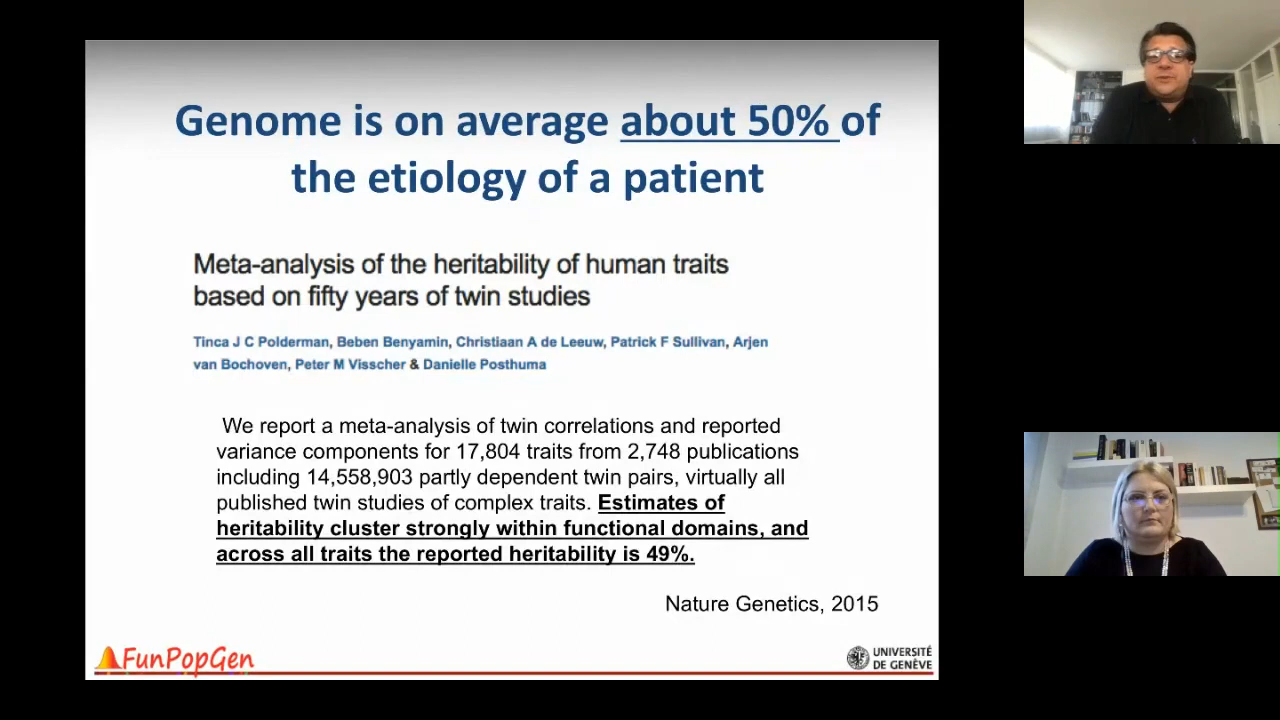 Genome is on average about 50% of
the etiology of a patient
Meta-analysis of the heritability of human traits
based on fifty years of twin studies
Tinca J C Polderman, Beben Benyamin, Christiaan A de Leeuw, Patrick F Sullivan, Arjen
van Bochoven, Peter M Visscher & Danielle Posthuma
We report a meta-analysis of twin correlations and reported
variance components for 17,804 traits from 2,748 publications
including 14,558,903 partly dependent twin pairs, virtually all
published twin studies of complex traits. Estimates of
heritability cluster strongly within functional domains, and
across all traits the reported heritability is 49%.
Nature Genetics, 2015
FunPopGen
UNIVERSITÉ
DE GENÈVE